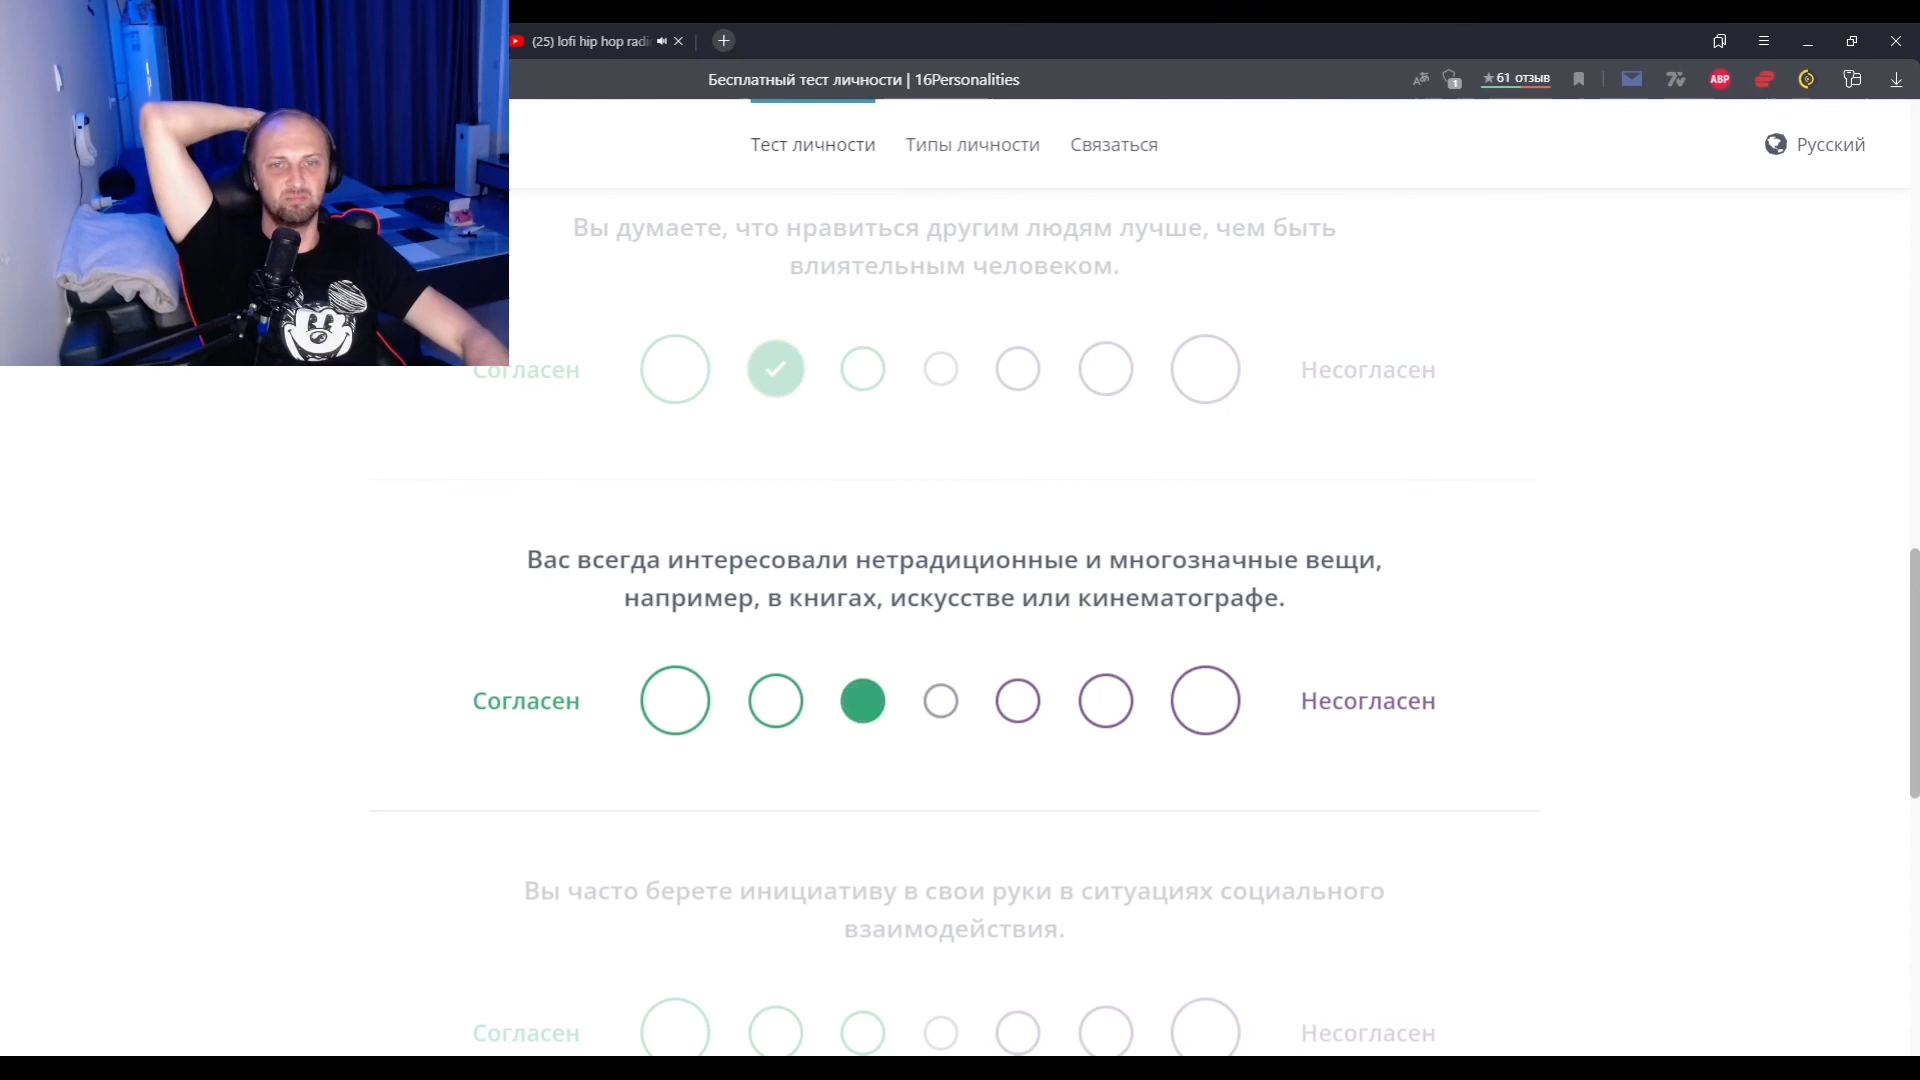 (25) lofi hip hop radi
Бесплатный тест личности | 16Personalities
★61 отзыв
1
ABP
Тест личности
Типы личности
Связаться
Русский
Вы думаете, что нравиться другим людям лучше, чем быть
влиятельным человеком.
Согласен
Несогласен
Вас всегда интересовали нетрадиционные и многозначные вещи,
например, в книгах, искусстве или кинематографе.
Согласен
Несогласен
Вы часто берете инициативу в свои руки в ситуациях социального
взаимодействия.
Согласен
Несогласен